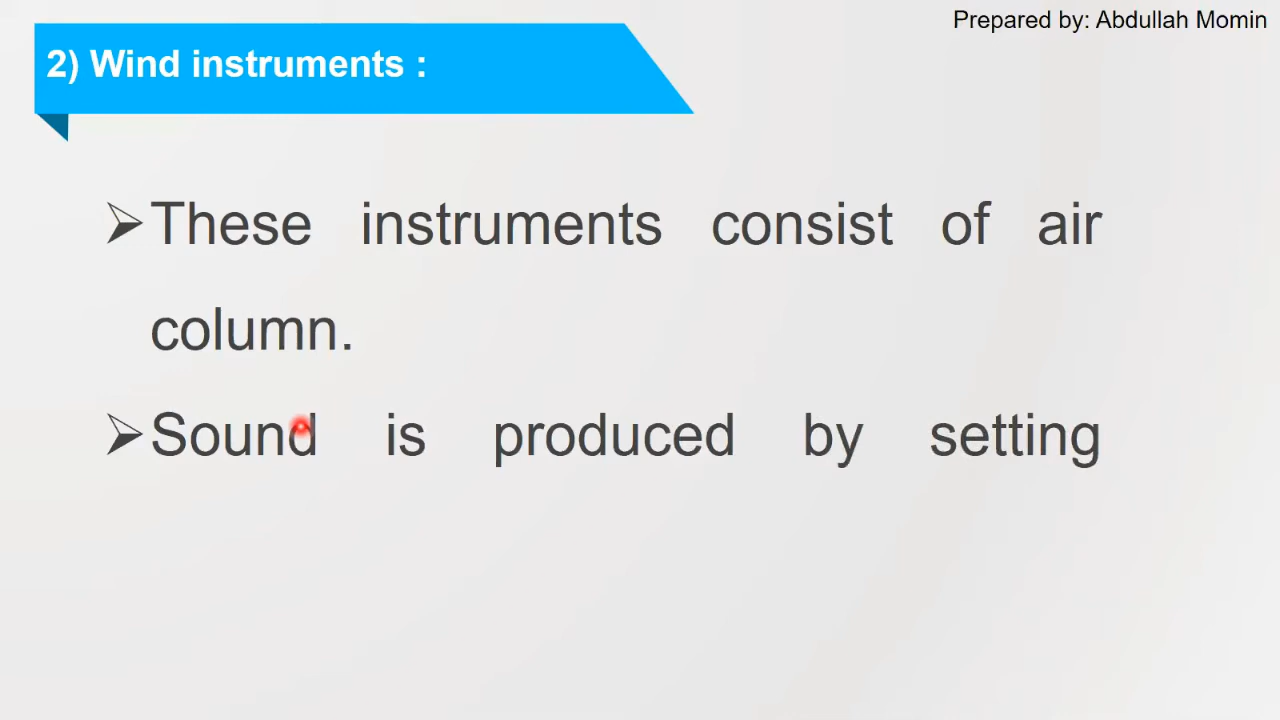 Prepared by: Abdullah Momin
2) Wind instruments :
➢These instruments consist of air
column.
➢Sound is produced by setting